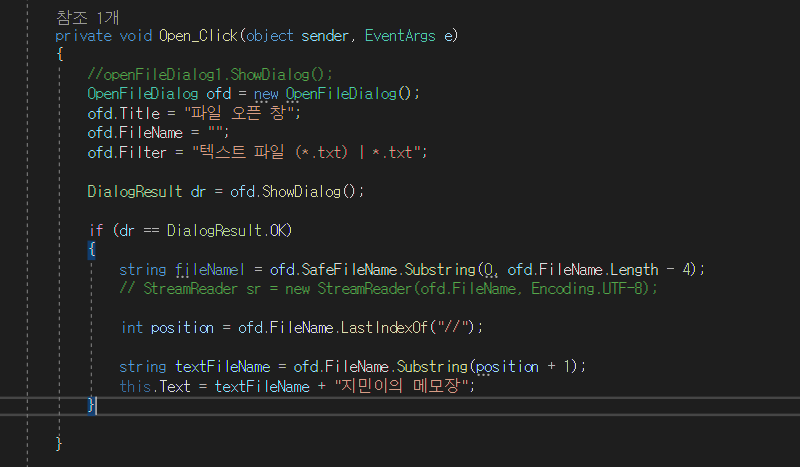 참조 1개
private void Open_Click(object sender, EventArgs e)
{
//openFileDialog1.ShowDialog();
OpenFileDialog ofd = new OpenFileDialog();
ofd.Title = "파일 오픈 창";
ofd.FileName = "";
ofd.Filter = "텍스트 파일 (*.txt) | *.txt";
DialogResult dr = ofd.ShowDialog();
if (dr == DialogResult.OK)
{
string fileNamel = ofd.SafeFileName.Substring(0, ofd.FileName.Length - 4);
// StreamReader sr = new StreamReader(ofd.FileName, Encoding.UTF-8);
int position = ofd.FileName.LastIndexOf("//");
string textFileName = ofd.FileName.Substring(position + 1);
this.Text = textFileName + "지민이의 메모장";
}
}